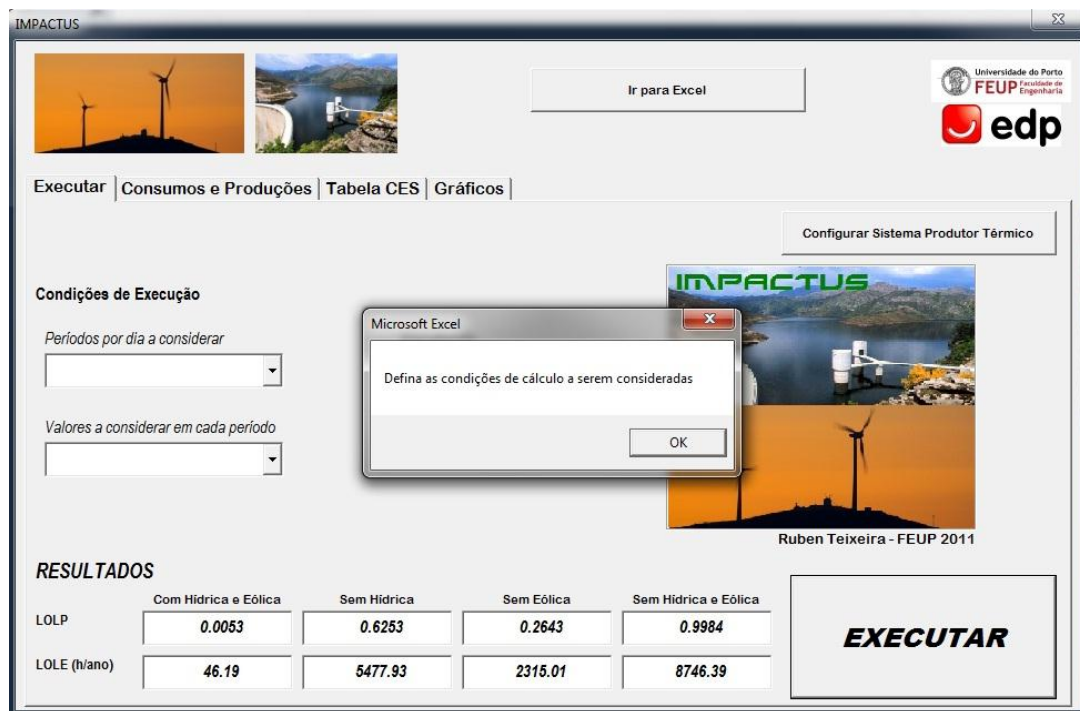 IMPACTUS
Ir para Excel
Universidade do Porto
FEUP Faculdade de Engenharia
edp
Executar
Consumos e Produções
Tabela CES
Gráficos
Configurar Sistema Produtor Térmico
Condições de Execução
Períodos por dia a considerar
Valores a considerar em cada período
IMPACTUS
Microsoft Excel
Defina as condições de cálculo a serem consideradas
OK
Ruben Teixeira - FEUP 2011
RESULTADOS
Com Hídrica e Eólica Sem Hídrica Sem Eólica Sem Hídrica e Eólica
LOLP 0.0053 0.6253 0.2643 0.9984
LOLE (h/ano) 46.19 5477.93 2315.01 8746.39
EXECUTAR